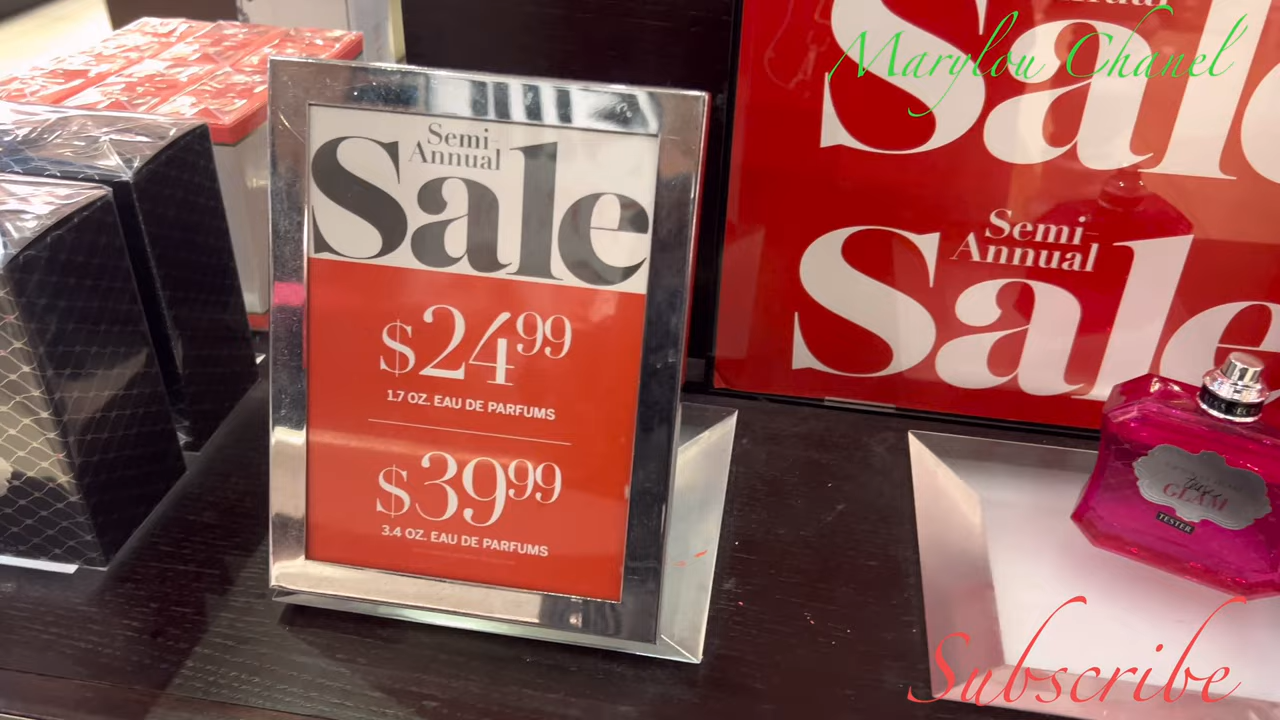 Semi-
Annual
Sale
$24.99
1.7 OZ. EAU DE PARFUMS
$39.99
3.4 OZ. EAU DE PARFUMS
Sale
Semi-
Annual
Sale
Marylou Chanel
GLAM
TESTER
Subscribe